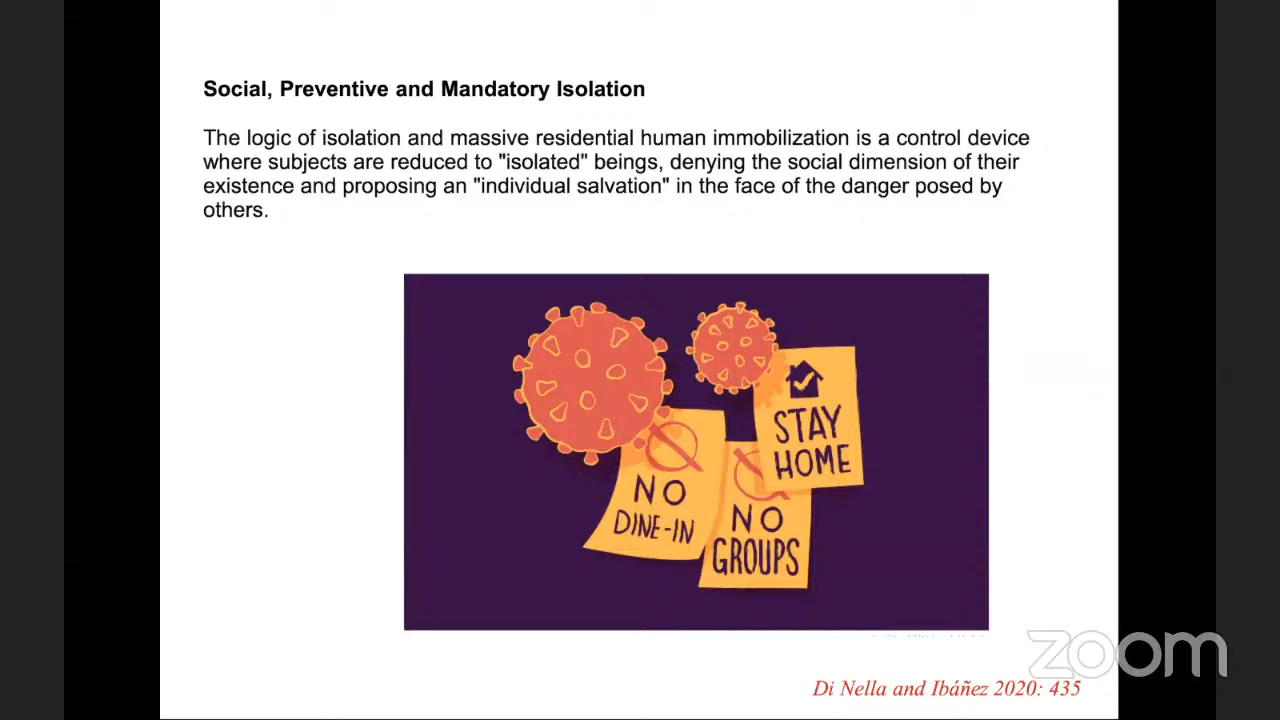 Social, Preventive and Mandatory Isolation
The logic of isolation and massive residential human immobilization is a control device
where subjects are reduced to "isolated" beings, denying the social dimension of their
existence and proposing an "individual salvation" in the face of the danger posed by
others.
STAY
HOME
NO
DINE-IN
NO
GROUPS
zoom
Di Nella and Ibáñez 2020: 435